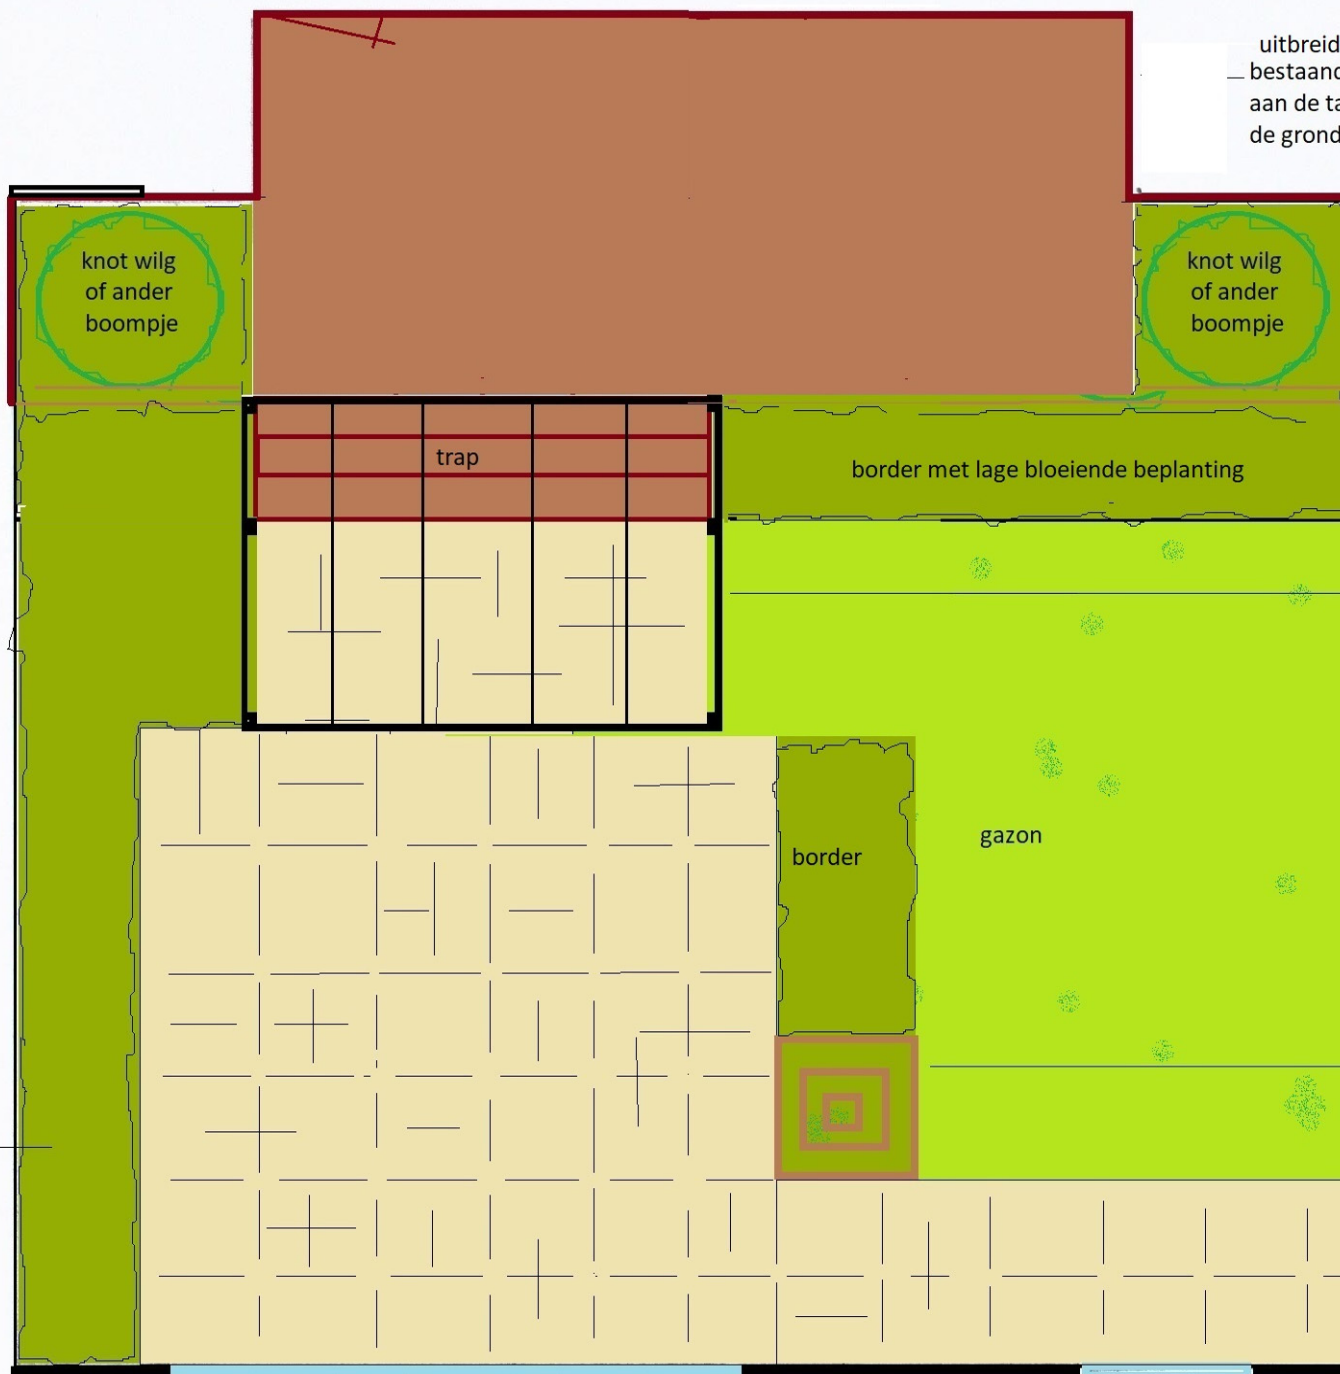 uitbreid
bestaand
aan de ta
de grond
knot wilg
of ander
boompje
knot wilg
of ander
boompje
trap
border met lage bloeiende beplanting
border
gazon